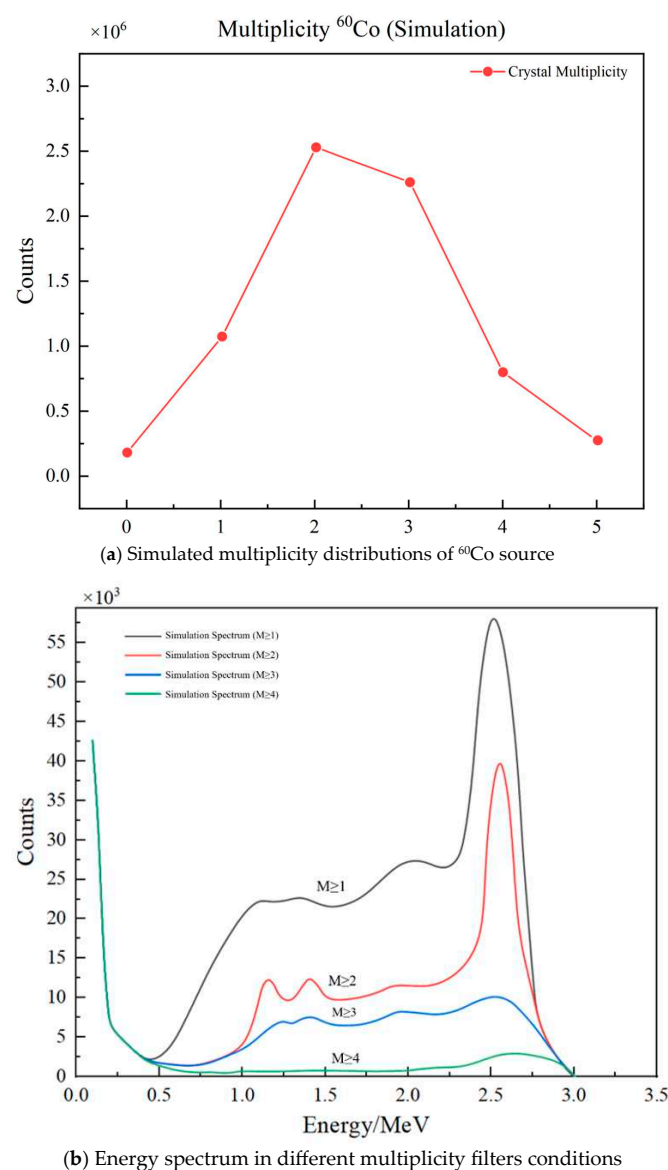 ×10⁶
Multiplicity ⁶⁰Co (Simulation)
Crystal Multiplicity
3.0
2.5
2.0
1.5
1.0
0.5
0.0
Counts
0 1 2 3 4 5
(a) Simulated multiplicity distributions of ⁶⁰Co source
×10³
Simulation Spectrum (M≥1)
Simulation Spectrum (M≥2)
Simulation Spectrum (M≥3)
Simulation Spectrum (M≥4)
55
50
45
40
35
30
25
20
15
10
5
0
Counts
M≥1
M≥2
M≥3
M≥4
0.0 0.5 1.0 1.5 2.0 2.5 3.0 3.5
Energy/MeV
(b) Energy spectrum in different multiplicity filters conditions